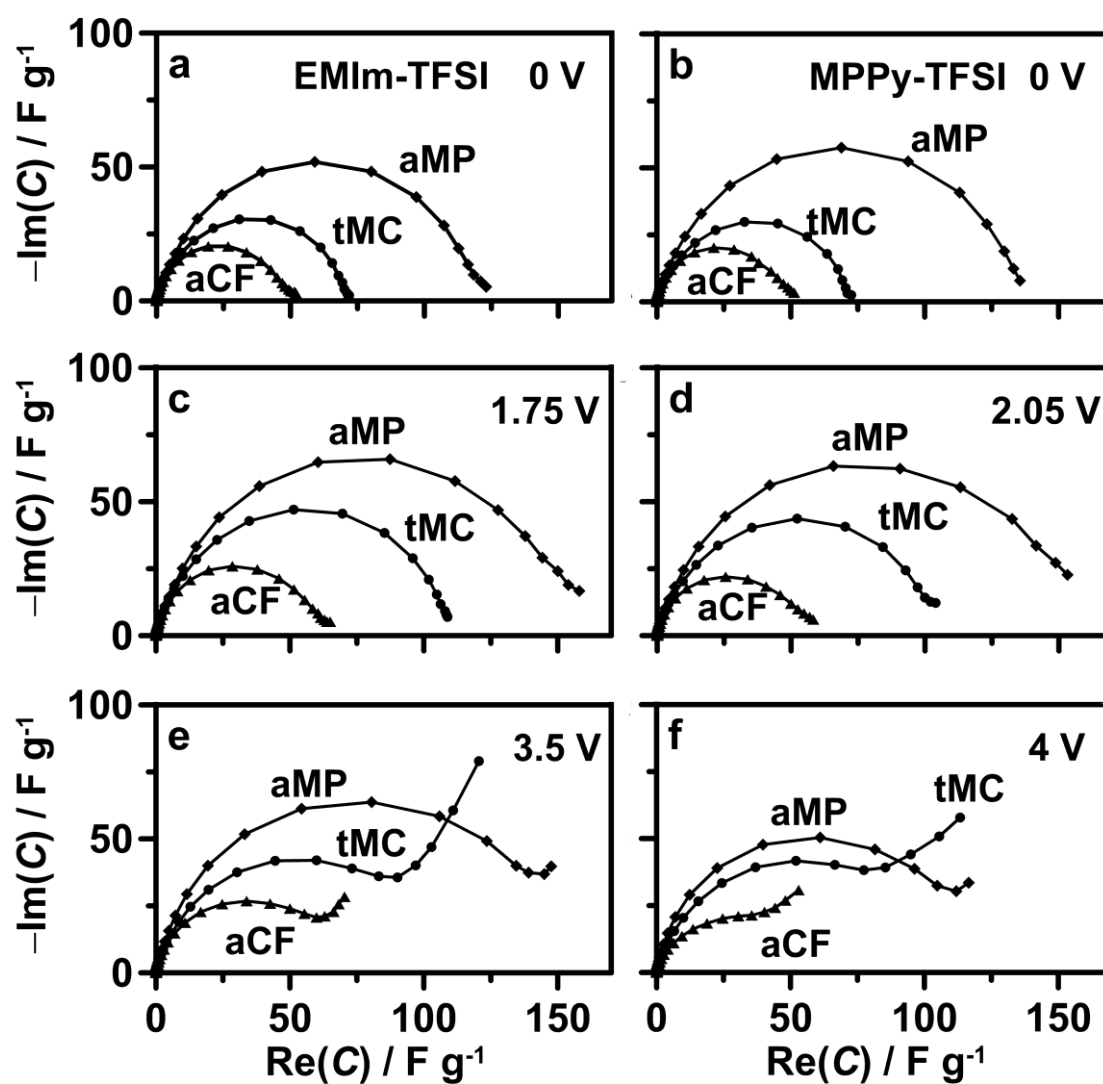 100
a EMIm-TFSI 0 V
b MPPy-TFSI 0 V
aMP
aMP
50
tMC
tMC
aCF
aCF
0
–Im(C) / F g⁻¹
100
c 1.75 V
d 2.05 V
aMP
aMP
50
tMC
tMC
aCF
aCF
0
–Im(C) / F g⁻¹
100
e 3.5 V
f 4 V
aMP
tMC
aMP
50
tMC
aCF
aCF
0
–Im(C) / F g⁻¹
0 50 100 150
0 50 100 150
Re(C) / F g⁻¹
Re(C) / F g⁻¹